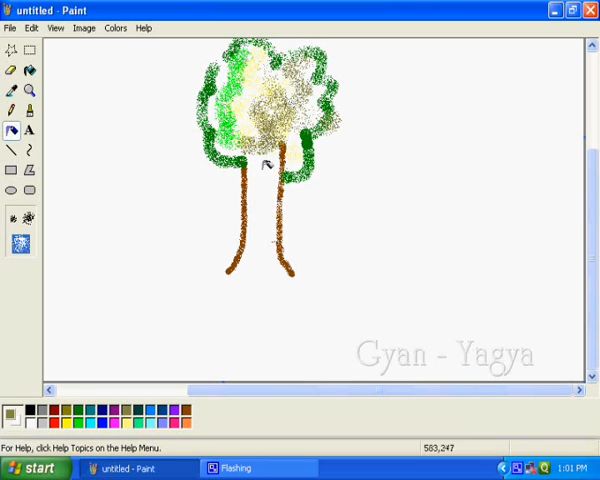 untitled - Paint
File Edit View Image Colors Help
A
Gyan - Yagya
For Help, click Help Topics on the Help Menu.
583,247
start
untitled - Paint
Flashing
1:01 PM